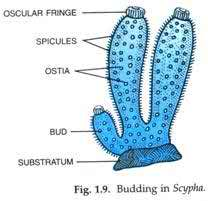 OSCULAR FRINGE
SPICULES
OSTIA
BUD
SUBSTRATUM
Fig. 1.9. Budding in Scypha.